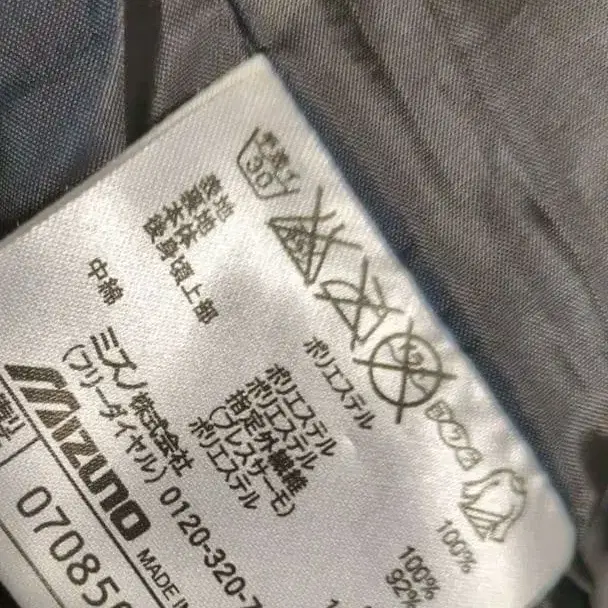 手洗イ
30
表地
裏地
本体
後身頃上部
中綿
ポリエステル 100%
ポリエステル 100%
ポリエステル 92%
指定外繊維
(ブレスサーモ)
ポリエステル
ミズノ株式会社
(フリーダイヤル) 0120-320-7
MIZUNO
MADE IN
07085